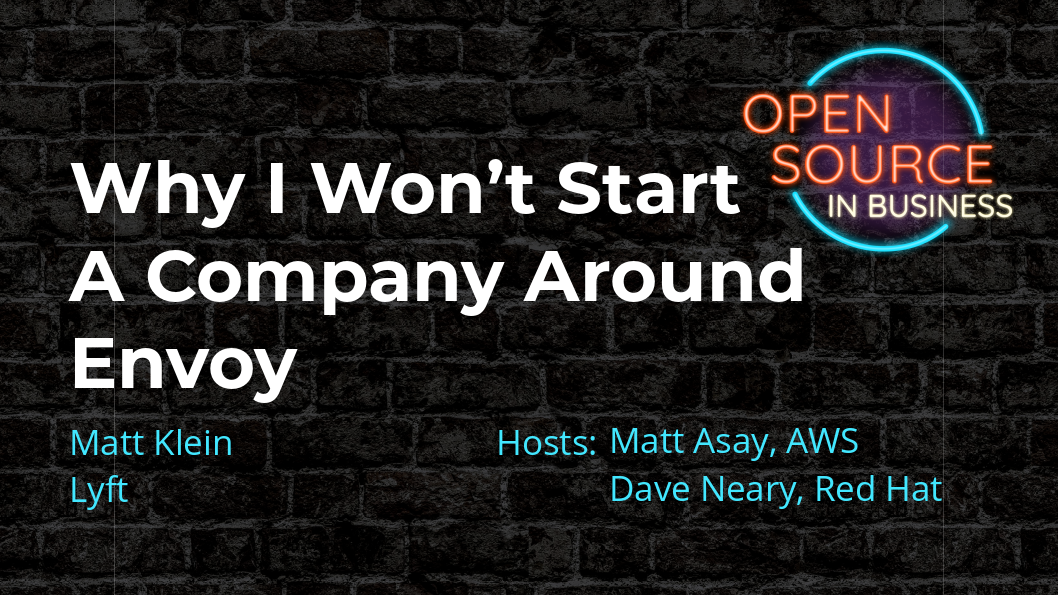 OPEN
SOURCE
IN BUSINESS
Why I Won’t Start
A Company Around
Envoy
Matt Klein
Lyft
Hosts: Matt Asay, AWS
Dave Neary, Red Hat